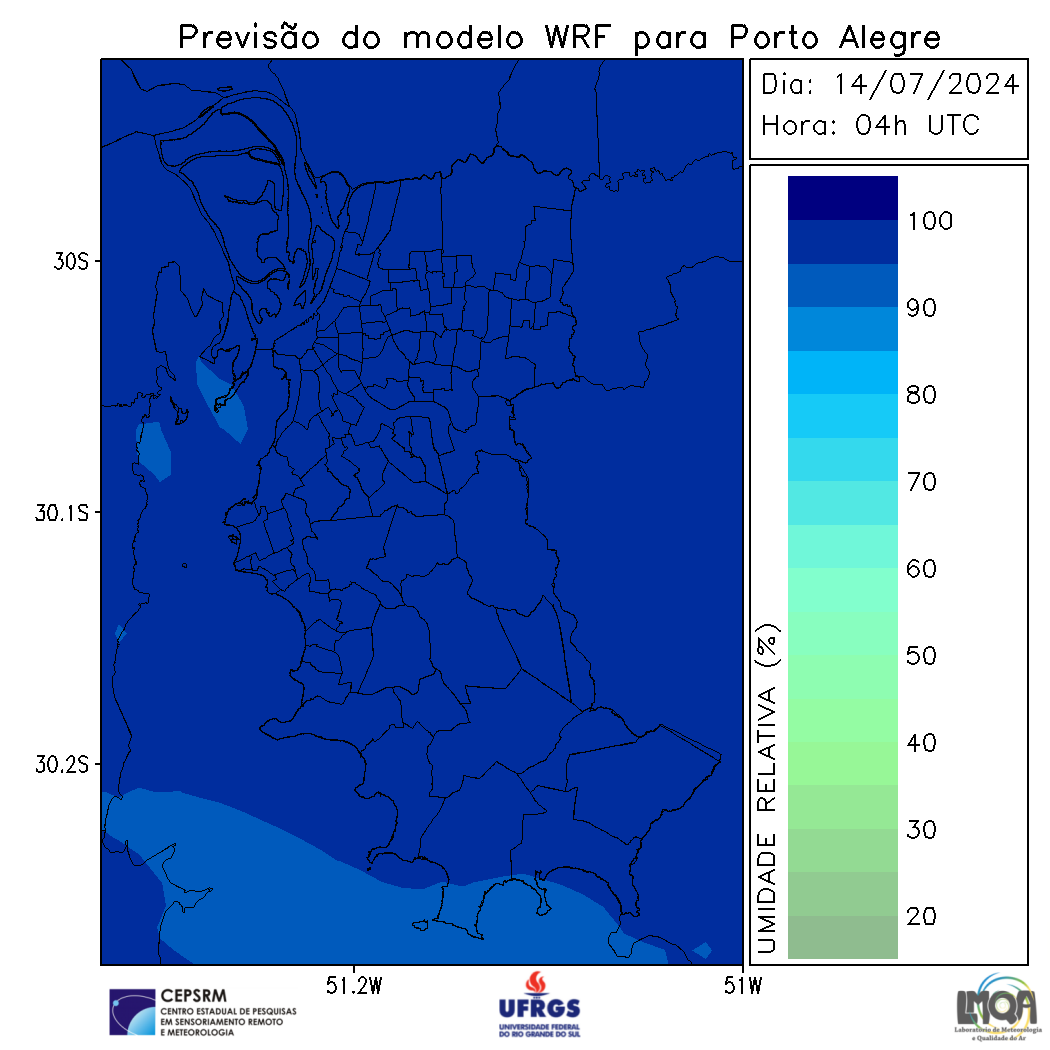 Previsão do modelo WRF para Porto Alegre
Dia: 14/07/2024
Hora: 04h UTC
30S
30.1S
30.2S
51.2W
51W
100
90
80
70
60
50
40
30
20
UMIDADE RELATIVA (%)
CEPSRM
CENTRO ESTADUAL DE PESQUISAS
EM SENSORIAMENTO REMOTO
E METEOROLOGIA
UFRGS
UNIVERSIDADE FEDERAL
DO RIO GRANDE DO SUL
LMQA
Laboratório de Meteorologia
e Qualidade do Ar